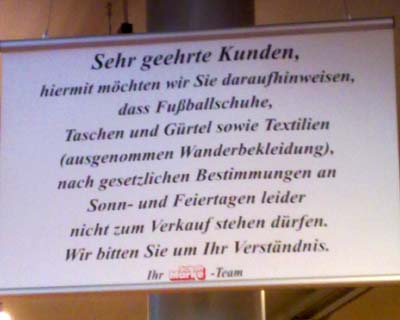 Sehr geehrte Kunden,
hiermit möchten wir Sie daraufhinweisen,
dass Fußballschuhe,
Taschen und Gürtel sowie Textilien
(ausgenommen Wanderbekleidung),
nach gesetzlichen Bestimmungen an
Sonn- und Feiertagen leider
nicht zum Verkauf stehen dürfen.
Wir bitten Sie um Ihr Verständnis.
Ihr -Team